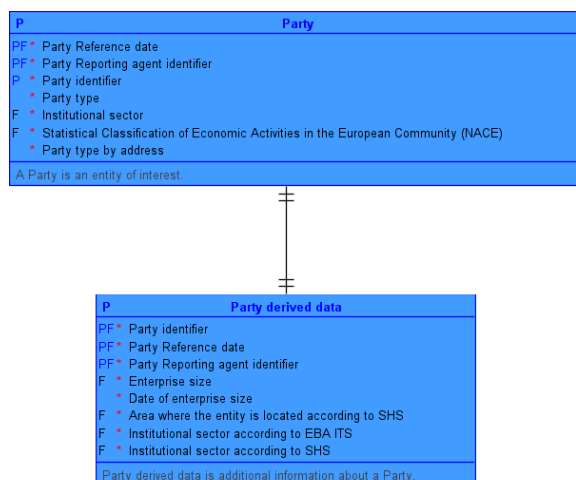 P Party
PF * Party Reference date
PF * Party Reporting agent identifier
P * Party identifier
* Party type
F * Institutional sector
F * Statistical Classification of Economic Activities in the European Community (NACE)
* Party type by address
A Party is an entity of interest.
P Party derived data
PF * Party identifier
PF * Party Reference date
PF * Party Reporting agent identifier
F * Enterprise size
* Date of enterprise size
F * Area where the entity is located according to SHS
F * Institutional sector according to EBA ITS
F * Institutional sector according to SHS
Party derived data is additional information about a Party.